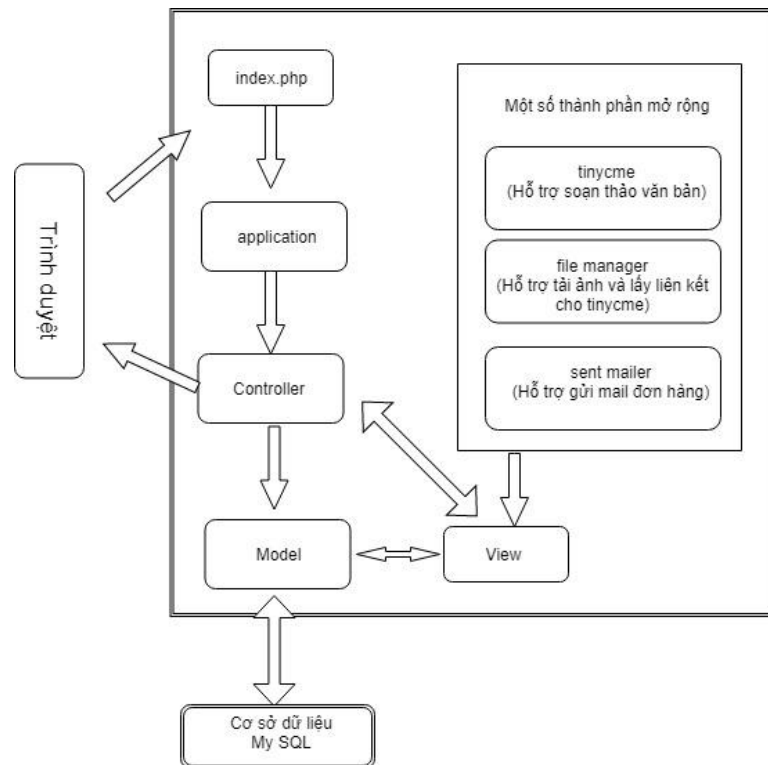 index.php
Một số thành phần mở rộng
tinycme
(Hỗ trợ soạn thảo văn bản)
Trình duyệt
application
file manager
(Hỗ trợ tải ảnh và lấy liên kết
cho tinycme)
Controller
sent mailer
(Hỗ trợ gửi mail đơn hàng)
Model
View
Cơ sở dữ liệu
My SQL